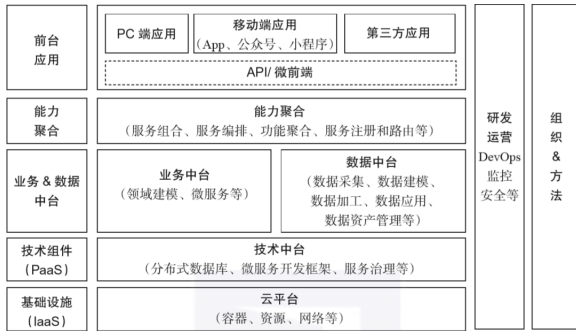 前台
应用
PC 端应用
移动端应用
（App、公众号、小程序）
第三方应用
API/ 微前端
能力
聚合
能力聚合
（服务组合、服务编排、功能聚合、服务注册和路由等）
业务 & 数据
中台
业务中台
（领域建模、微服务等）
数据中台
（数据采集、数据建模、
数据加工、数据应用、
数据资产管理等）
技术组件
（PaaS）
技术中台
（分布式数据库、微服务开发框架、服务治理等）
基础设施
（IaaS）
云平台
（容器、资源、网络等）
研发
运营
DevOps
监控
安全等
组
织
&
方
法